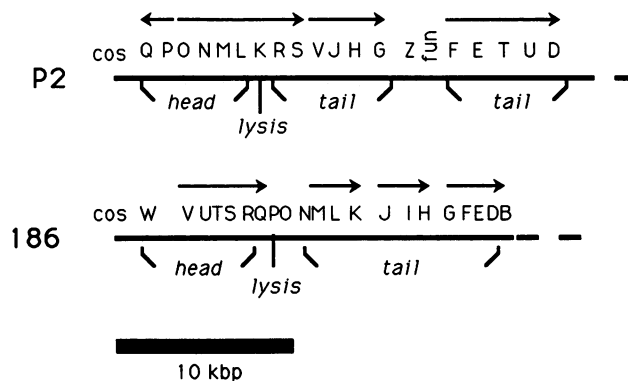 cos Q P O N M L K R S V J H G Z fun F E T U D
P2
head tail tail
lysis
cos W V U T S R Q P O N M L K J I H G F E D B
186
head tail
lysis
10 kbp